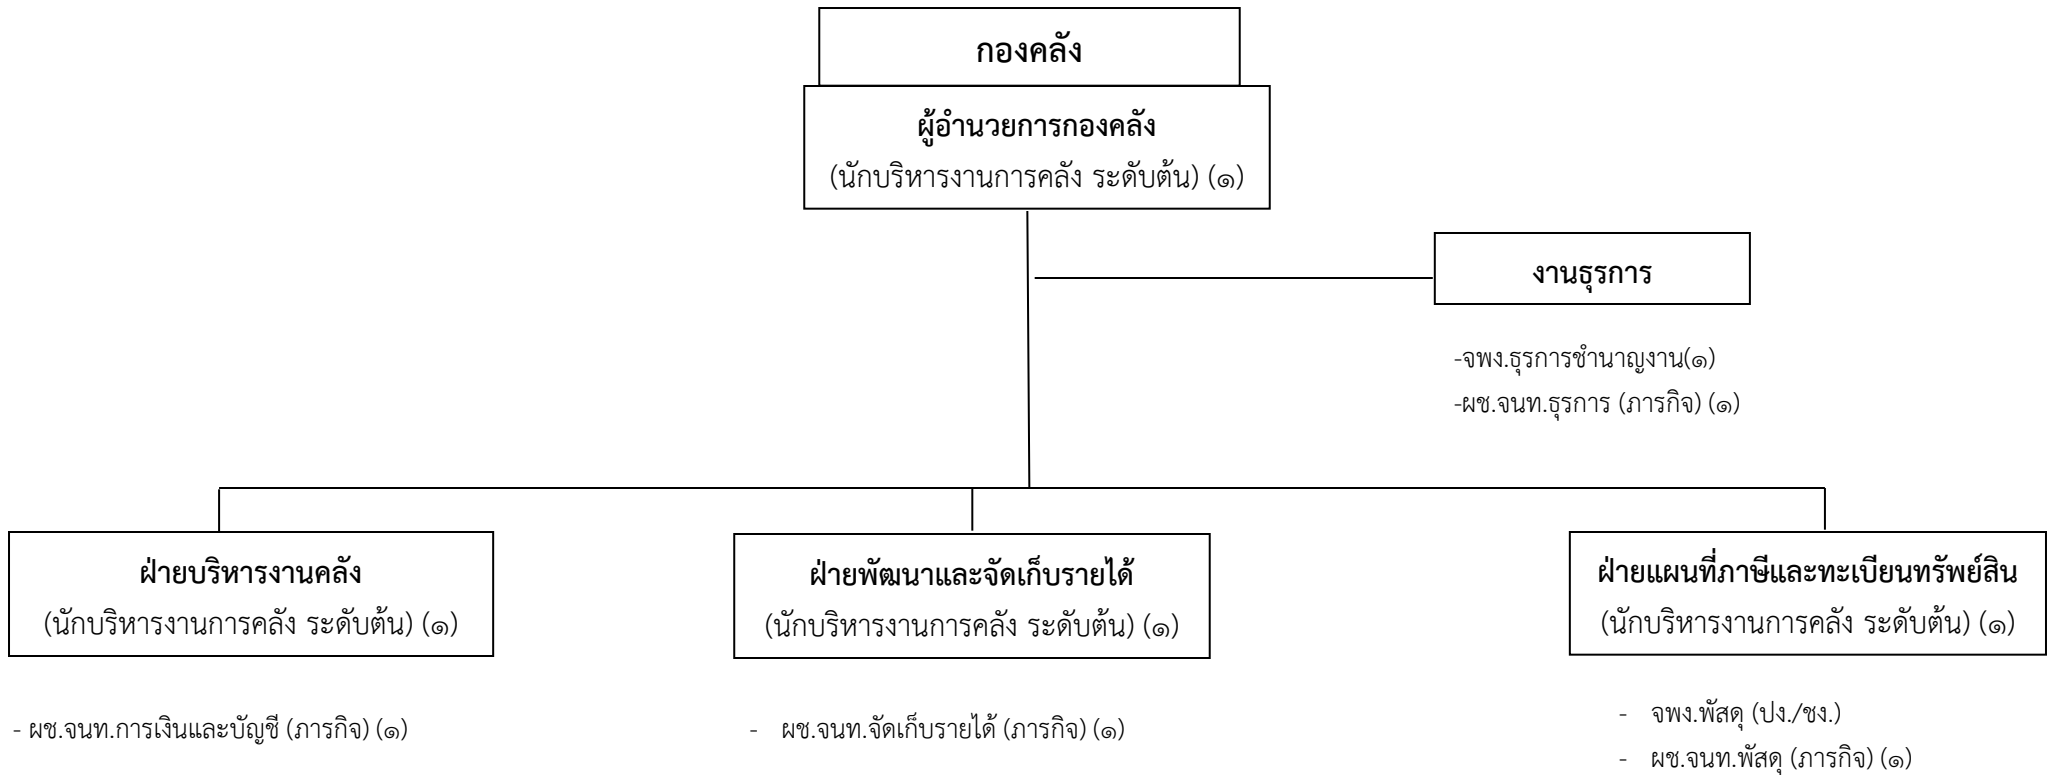 กองคลัง
ผู้อำนวยการกองคลัง
(นักบริหารงานการคลัง ระดับต้น) (๑)
งานธุรการ
-จพง.ธุรการชำนาญงาน(๑)
-ผช.จนท.ธุรการ (ภารกิจ) (๑)
ฝ่ายบริหารงานคลัง
(นักบริหารงานการคลัง ระดับต้น) (๑)
- ผช.จนท.การเงินและบัญชี (ภารกิจ) (๑)
ฝ่ายพัฒนาและจัดเก็บรายได้
(นักบริหารงานการคลัง ระดับต้น) (๑)
- ผช.จนท.จัดเก็บรายได้ (ภารกิจ) (๑)
ฝ่ายแผนที่ภาษีและทะเบียนทรัพย์สิน
(นักบริหารงานการคลัง ระดับต้น) (๑)
- จพง.พัสดุ (ปง./ชง.)
- ผช.จนท.พัสดุ (ภารกิจ) (๑)